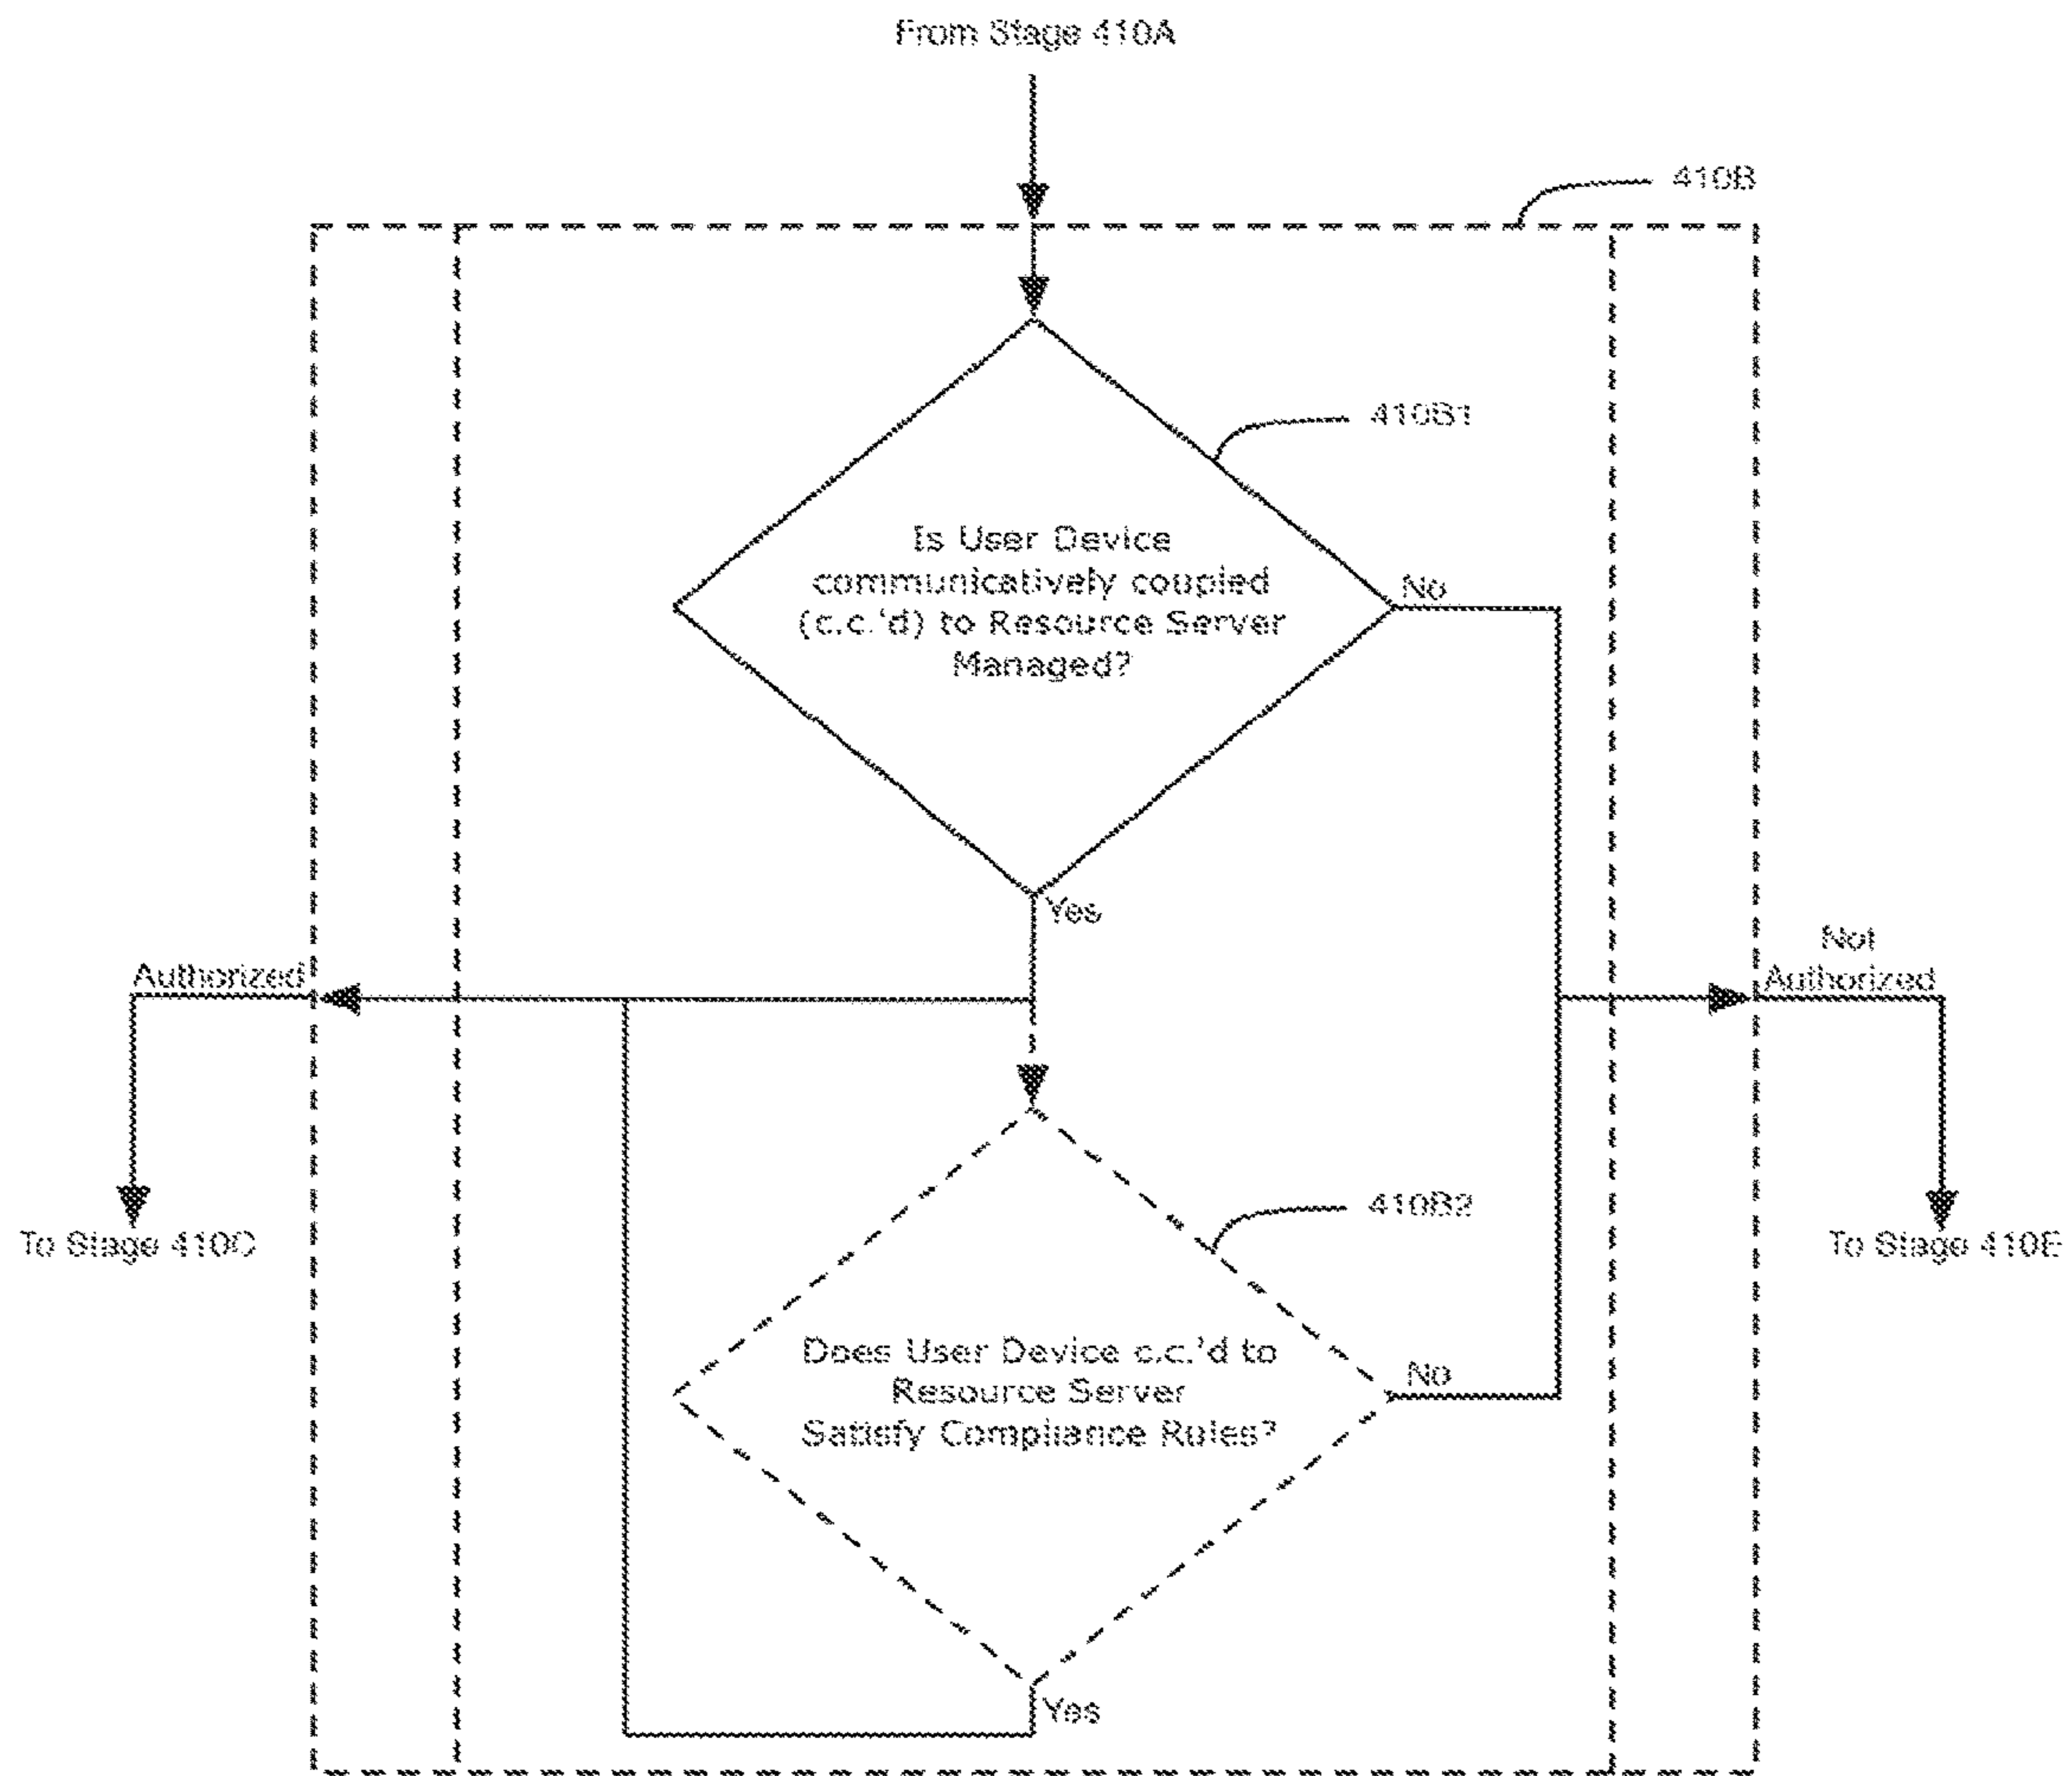 From Stage 410A
410B
410B1
Is User Device
communicatively coupled
(c.c.'d) to Resource Server
Managed?
No
Yes
Authorized
Not
Authorized
410B2
To Stage 410C
To Stage 410E
Does User Device c.c.'d to
Resource Server
Satisfy Compliance Rules?
No
Yes